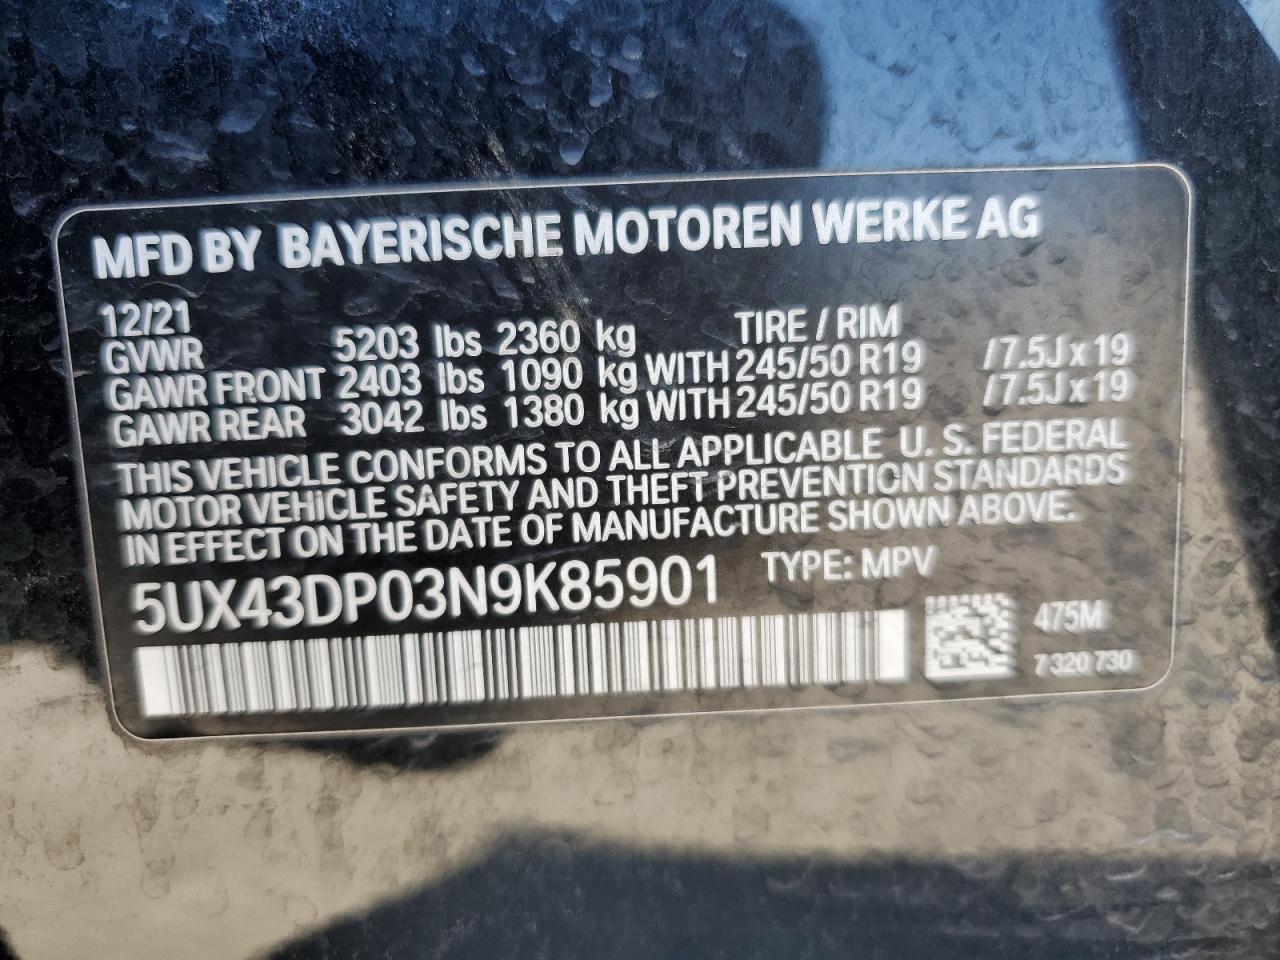 MFD BY BAYERISCHE MOTOREN WERKE AG
12/21 TIRE / RIM
GVWR 5203 lbs 2360 kg
GAWR FRONT 2403 lbs 1090 kg WITH 245/50 R19 /7.5Jx19
GAWR REAR 3042 lbs 1380 kg WITH 245/50 R19 /7.5Jx19
THIS VEHICLE CONFORMS TO ALL APPLICABLE U. S. FEDERAL
MOTOR VEHICLE SAFETY AND THEFT PREVENTION STANDARDS
IN EFFECT ON THE DATE OF MANUFACTURE SHOWN ABOVE.
5UX43DP03N9K85901 TYPE: MPV
475M
7 320 730